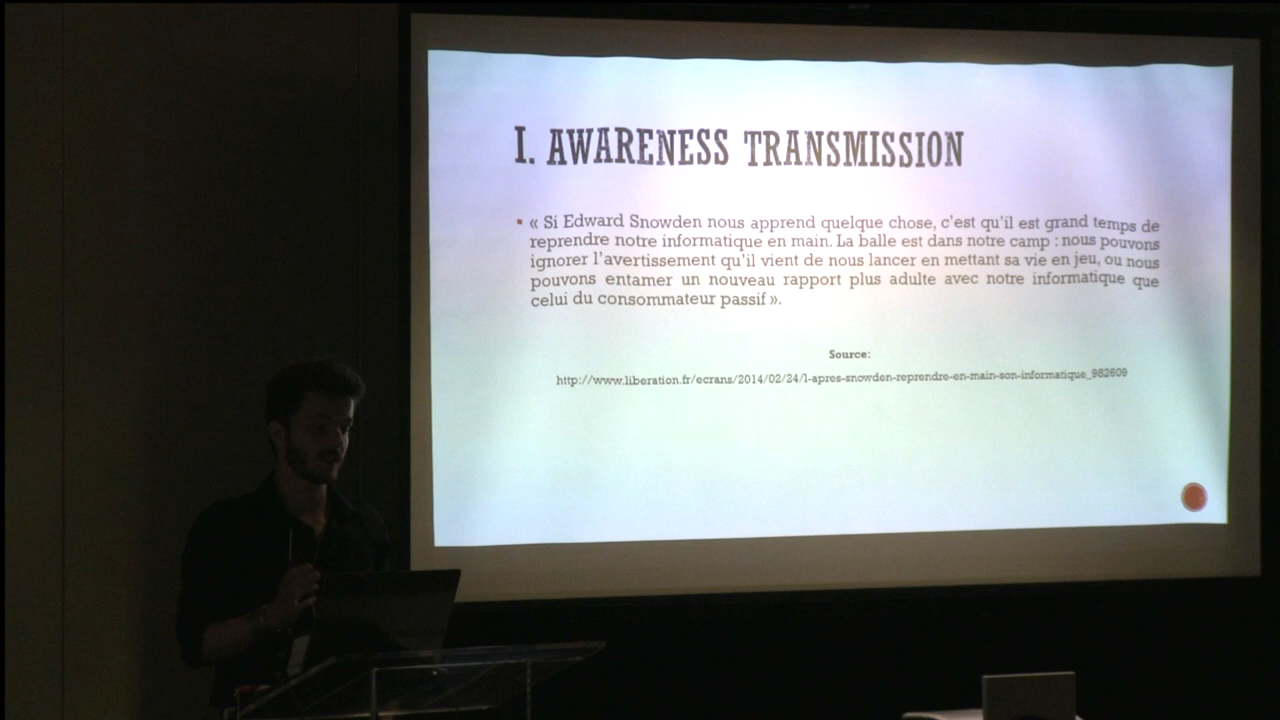 I. AWARENESS TRANSMISSION
▪ « Si Edward Snowden nous apprend quelque chose, c'est qu'il est grand temps de
reprendre notre informatique en main. La balle est dans notre camp : nous pouvons
ignorer l'avertissement qu'il vient de nous lancer en mettant sa vie en jeu, ou nous
pouvons entamer un nouveau rapport plus adulte avec notre informatique que
celui du consommateur passif ».
Source:
http://www.liberation.fr/ecrans/2014/02/24/l-apres-snowden-reprendre-en-main-son-informatique_982609